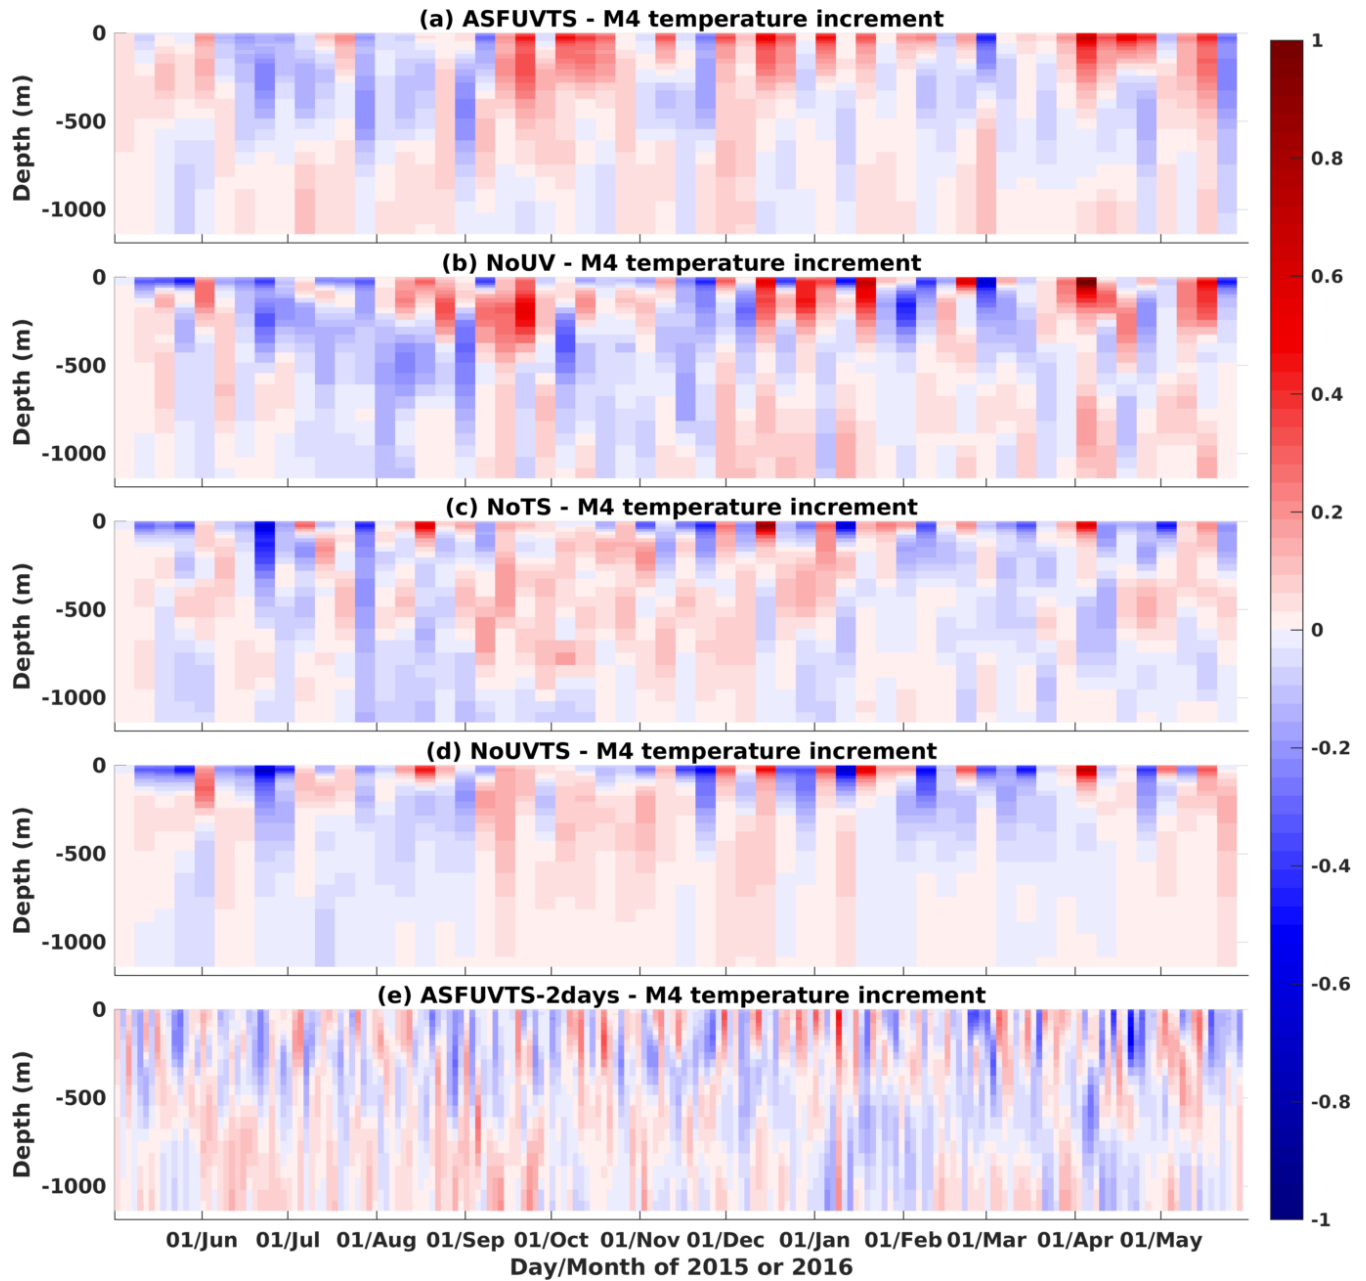 (a) ASFUVTS - M4 temperature increment
0
-500
-1000
Depth (m)
(b) NoUV - M4 temperature increment
0
-500
-1000
Depth (m)
(c) NoTS - M4 temperature increment
0
-500
-1000
Depth (m)
(d) NoUVTS - M4 temperature increment
0
-500
-1000
Depth (m)
(e) ASFUVTS-2days - M4 temperature increment
0
-500
-1000
Depth (m)
01/Jun 01/Jul 01/Aug 01/Sep 01/Oct 01/Nov 01/Dec 01/Jan 01/Feb 01/Mar 01/Apr 01/May
Day/Month of 2015 or 2016
1
0.8
0.6
0.4
0.2
0
-0.2
-0.4
-0.6
-0.8
-1